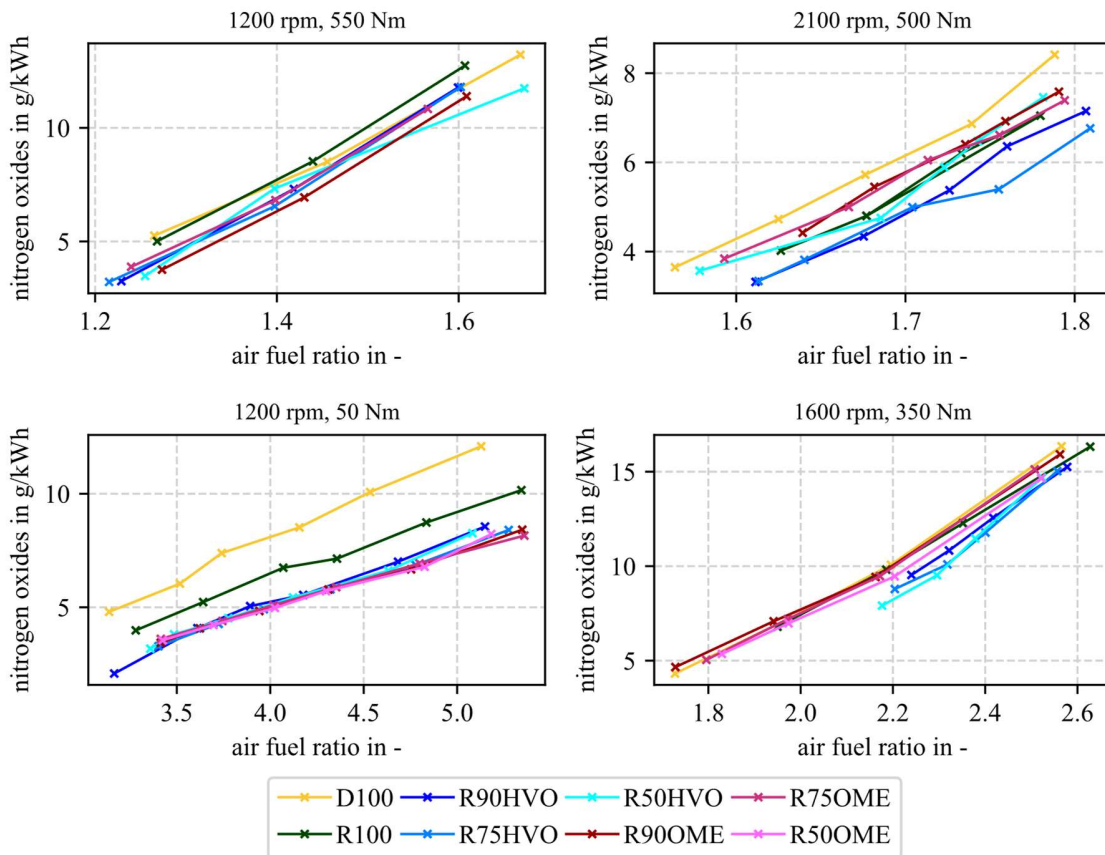 1200 rpm, 550 Nm
nitrogen oxides in g/kWh
10
5
1.2 1.4 1.6
air fuel ratio in -
2100 rpm, 500 Nm
nitrogen oxides in g/kWh
8
6
4
1.6 1.7 1.8
air fuel ratio in -
1200 rpm, 50 Nm
nitrogen oxides in g/kWh
10
5
3.5 4.0 4.5 5.0
air fuel ratio in -
1600 rpm, 350 Nm
nitrogen oxides in g/kWh
15
10
5
1.8 2.0 2.2 2.4 2.6
air fuel ratio in -
D100 R90HVO R50HVO R75OME
R100 R75HVO R90OME R50OME